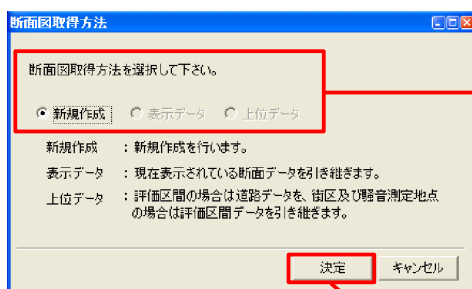 断面図取得方法
断面図取得方法を選択して下さい。
新規作成 表示データ 上位データ
新規作成 ：新規作成を行います。
表示データ ：現在表示されている断面データを引き継ぎます。
上位データ ：評価区間の場合は道路データを、街区及び騒音測定地点
の場合は評価区間データを引き継ぎます。
決定 キャンセル